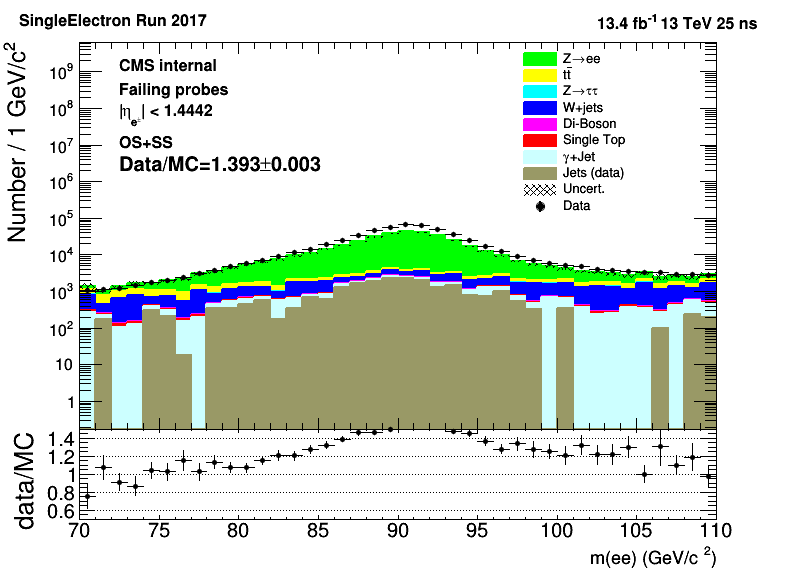 SingleElectron Run 2017
13.4 fb⁻¹ 13 TeV 25 ns
Number / 1 GeV/c²
10⁹
10⁸
10⁷
10⁶
10⁵
10⁴
10³
10²
10
1
CMS internal
Failing probes
|η_e±| < 1.4442
OS+SS
Data/MC=1.393±0.003
Z→ee
tt̄
Z→ττ
W+jets
Di-Boson
Single Top
γ+Jet
Jets (data)
Uncert.
Data
data/MC
1.4
1.2
1
0.8
0.6
70 75 80 85 90 95 100 105 110
m(ee) (GeV/c ²)